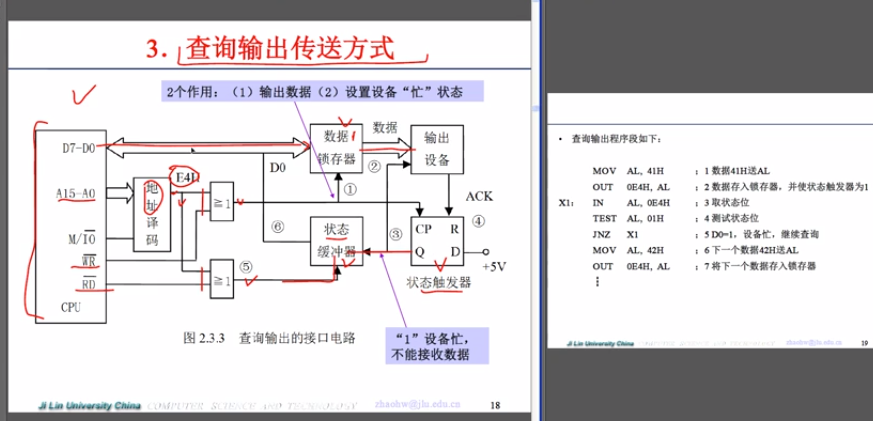 3. 查询输出传送方式
2个作用：（1）输出数据（2）设置设备“忙”状态
D7-D0
数据
锁存器
数据
②
输出
设备
D0
①
ACK
E4H
A15-A0
地
址
译
码
≥1
M/IO
WR
RD
CPU
⑥
⑤
≥1
状态
缓冲器
③
④
CP R
Q D
+5V
状态触发器
图 2.3.3 查询输出的接口电路
“1”设备忙，
不能接收数据
Ji Lin University China COMPUTER SCIENCE AND TECHNOLOGY zhaohw@jlu.edu.cn 18
• 查询输出程序段如下：
MOV AL, 41H ；1 数据41H送AL
OUT 0E4H, AL ；2 数据存入锁存器，并使状态触发器为1
X1: IN AL, 0E4H ；3 取状态位
TEST AL, 01H ；4 测试状态位
JNZ X1 ；5 D0=1，设备忙，继续查询
MOV AL, 42H ；6 下一个数据42H送AL
OUT 0E4H, AL ；7 将下一个数据存入锁存器
⋮
Ji Lin University China COMPUTER SCIENCE AND TECHNOLOGY zhaohw@jlu.edu.cn 19